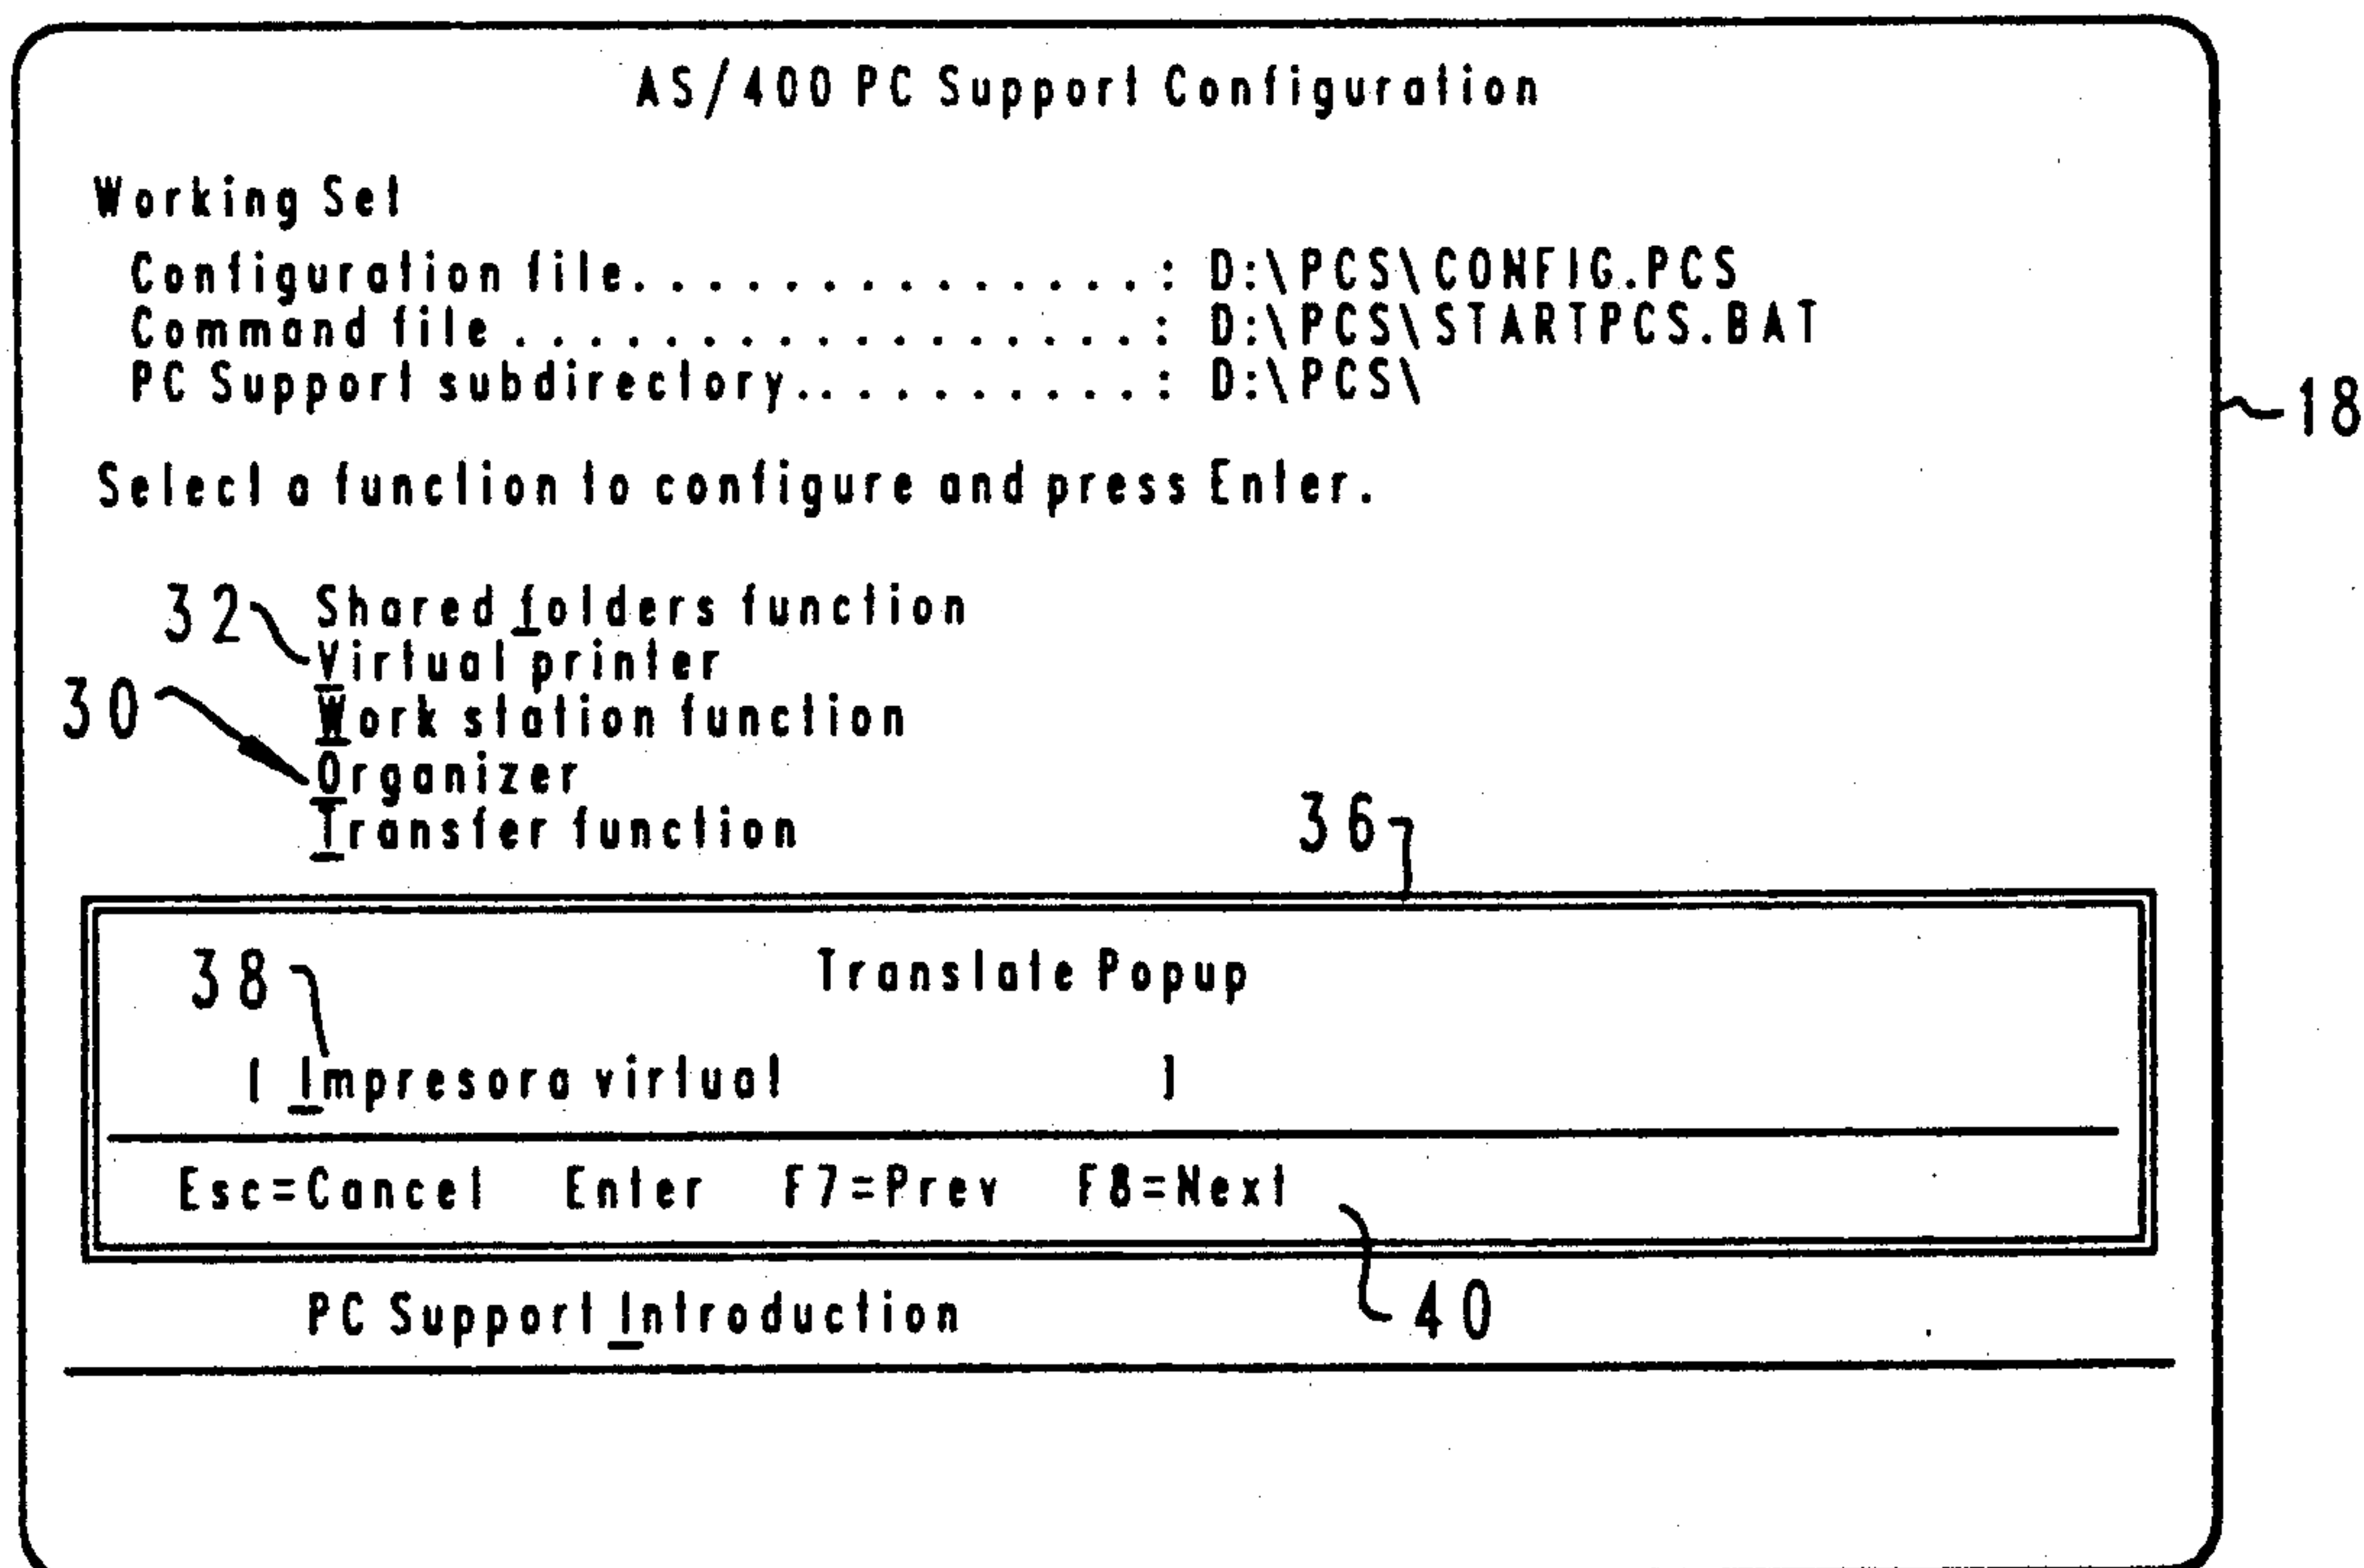 AS/400 PC Support Configuration
Working Set
Configuration file................: D:\PCS\CONFIG.PCS
Command file ..................: D:\PCS\STARTPCS.BAT
PC Support subdirectory...........: D:\PCS\
18
Select a function to configure and press Enter.
32 Shared folders function
Virtual printer
30 Work station function
Organizer
Transfer function
36
Translate Popup
38
[ Impresora virtual ]
Esc=Cancel Enter F7=Prev F8=Next
PC Support Introduction
40